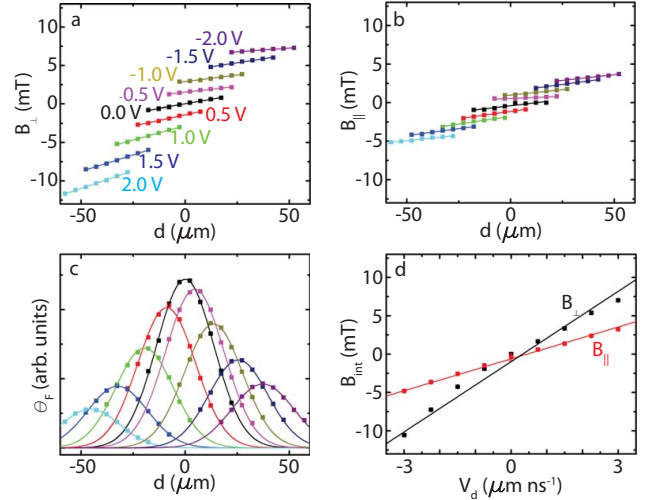 a
B⊥ (mT)
10
5
0
-5
-10
-2.0 V
-1.5 V
-1.0 V
-0.5 V
0.0 V
0.5 V
1.0 V
1.5 V
2.0 V
-50 0 50
d (μm)
b
B|| (mT)
10
5
0
-5
-10
-50 0 50
d (μm)
c
θF (arb. units)
-50 0 50
d (μm)
d
Bint (mT)
10
5
0
-5
-10
B⊥
B||
-3 0 3
Vd (μm ns-1)